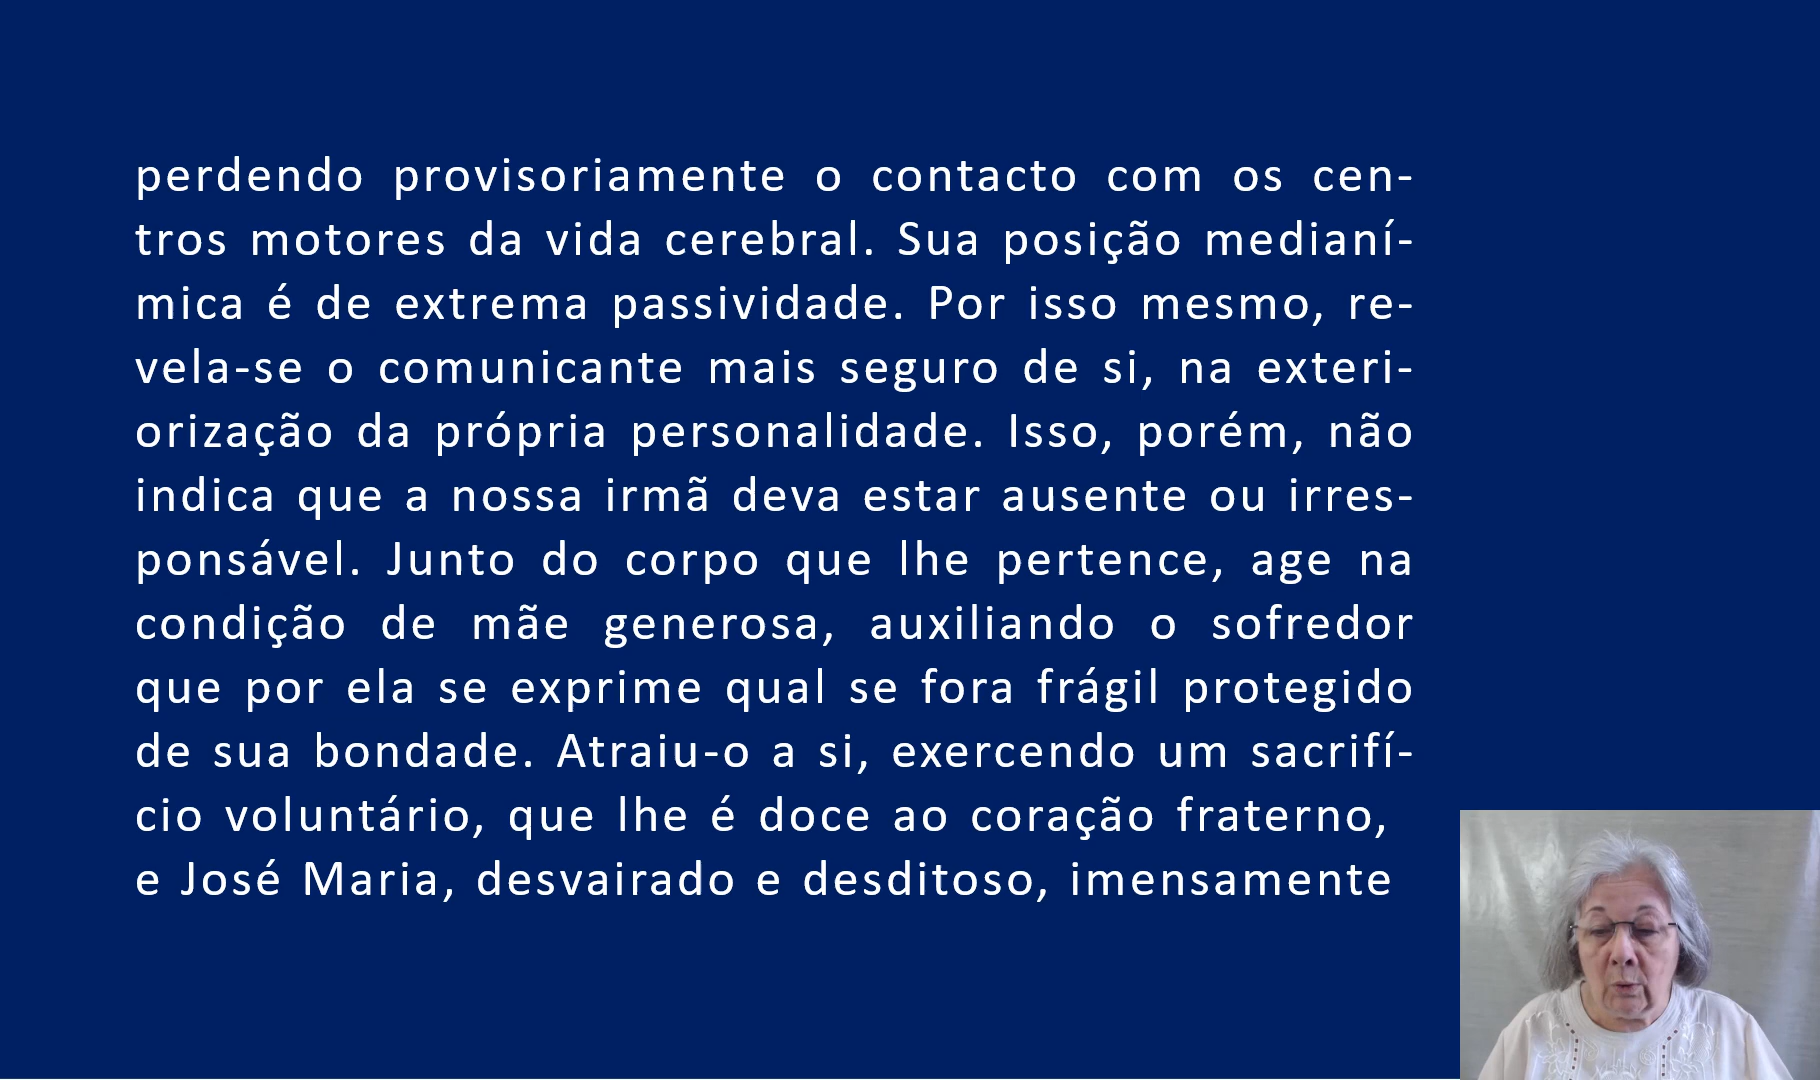 perdendo provisoriamente o contacto com os cen-
tros motores da vida cerebral. Sua posição medianí-
mica é de extrema passividade. Por isso mesmo, re-
vela-se o comunicante mais seguro de si, na exteri-
orização da própria personalidade. Isso, porém, não
indica que a nossa irmã deva estar ausente ou irres-
ponsável. Junto do corpo que lhe pertence, age na
condição de mãe generosa, auxiliando o sofredor
que por ela se exprime qual se fora frágil protegido
de sua bondade. Atraiu-o a si, exercendo um sacrifí-
cio voluntário, que lhe é doce ao coração fraterno,
e José Maria, desvairado e desditoso, imensamente